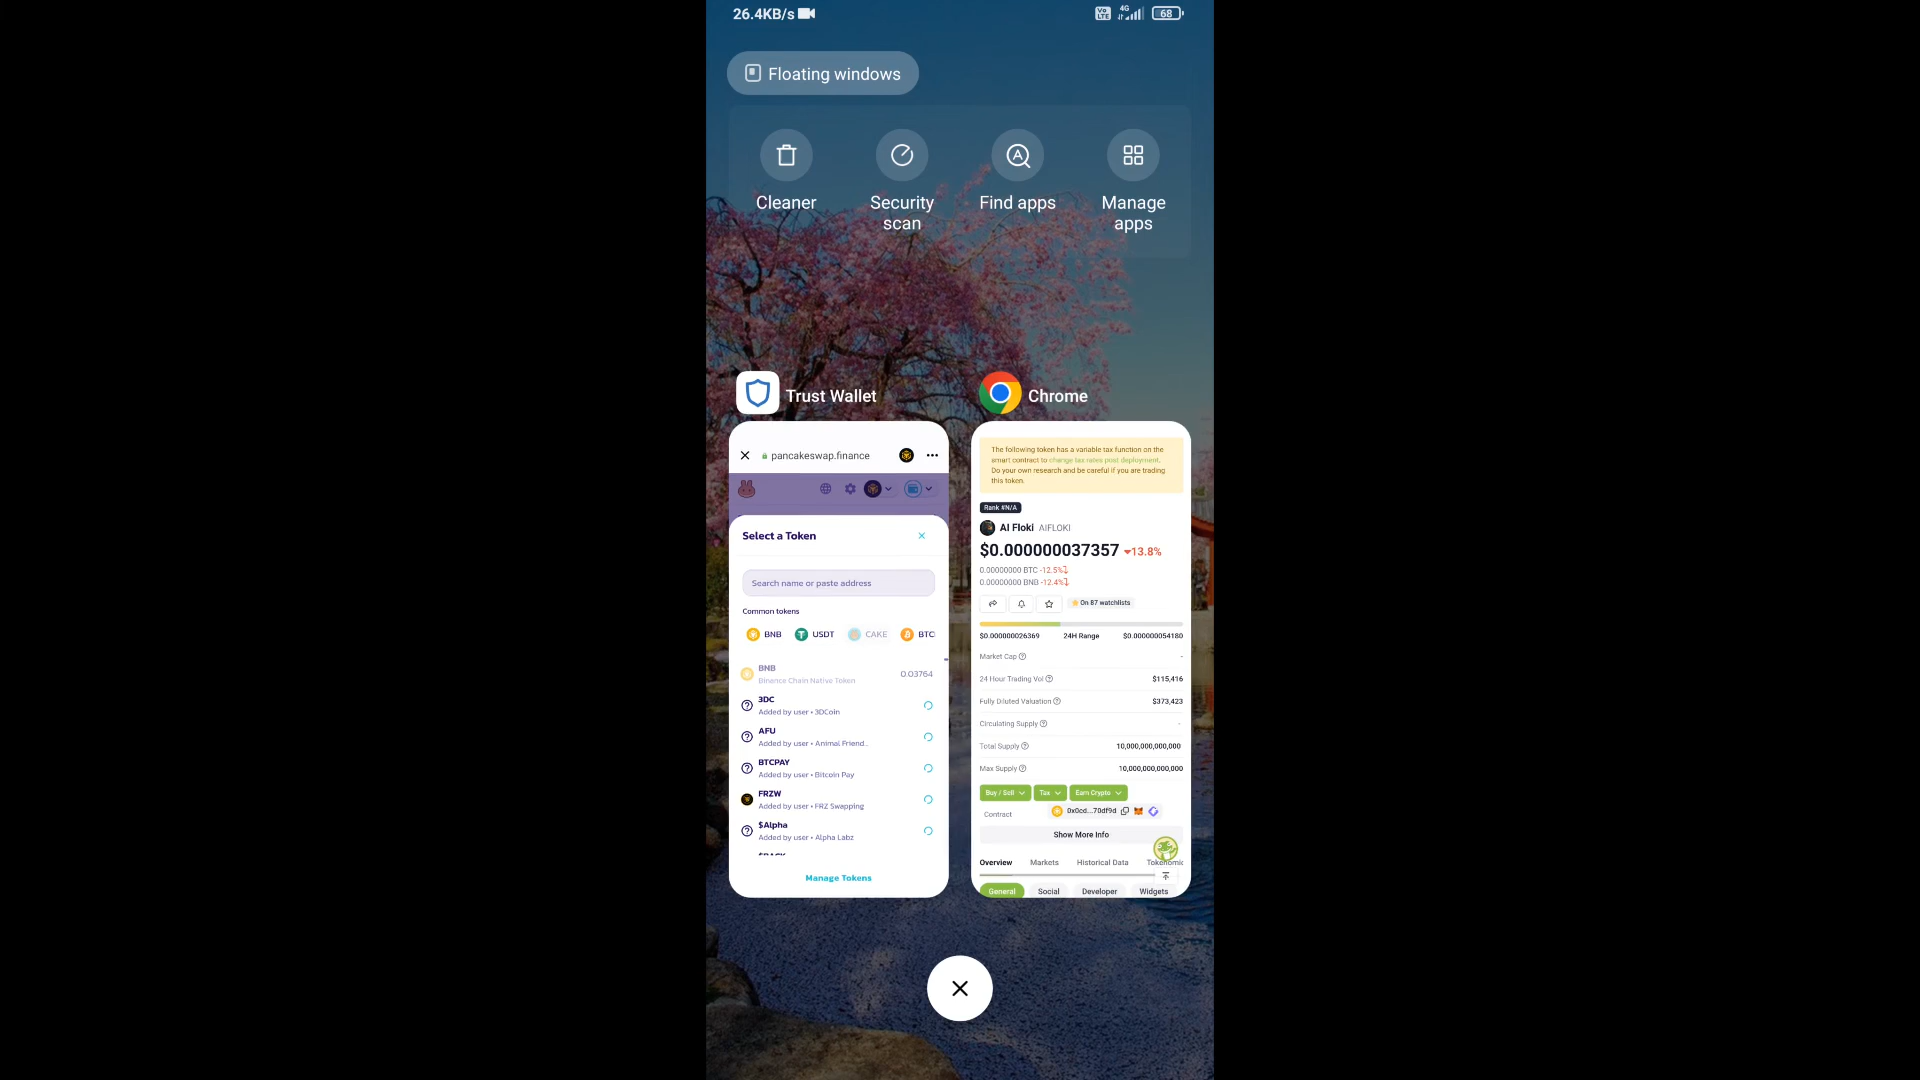 26.4KB/s
Vo LTE 4G 68
Floating windows
Cleaner
Security scan
Find apps
Manage apps
Trust Wallet
pancakeswap.finance
Select a Token
Search name or paste address
Common tokens
BNB USDT CAKE BTC
BNB
Binance Chain Native Token
0.03764
3DC
Added by user • 3DCoin
AFU
Added by user • Animal Friend..
BTCPAY
Added by user • Bitcoin Pay
FRZW
Added by user • FRZ Swapping
$Alpha
Added by user • Alpha Labz
Manage Tokens
Chrome
The following token has a variable tax function on the
smart contract to change tax rates post deployment.
Do your own research and be careful if you are trading
this token.
Rank #N/A
AI Floki AIFLOKI
$0.000000037357 13.8%
0.00000000 BTC -12.5%
0.00000000 BNB -12.4%
On 87 watchlists
$0.000000026369 24H Range $0.000000054180
Market Cap -
24 Hour Trading Vol $115,416
Fully Diluted Valuation $373,423
Circulating Supply -
Total Supply 10,000,000,000,000
Max Supply 10,000,000,000,000
Buy / Sell Tax Earn Crypto
Contract 0x0cd...70df9d
Show More Info
Overview Markets Historical Data Tokenomic
General Social Developer Widgets